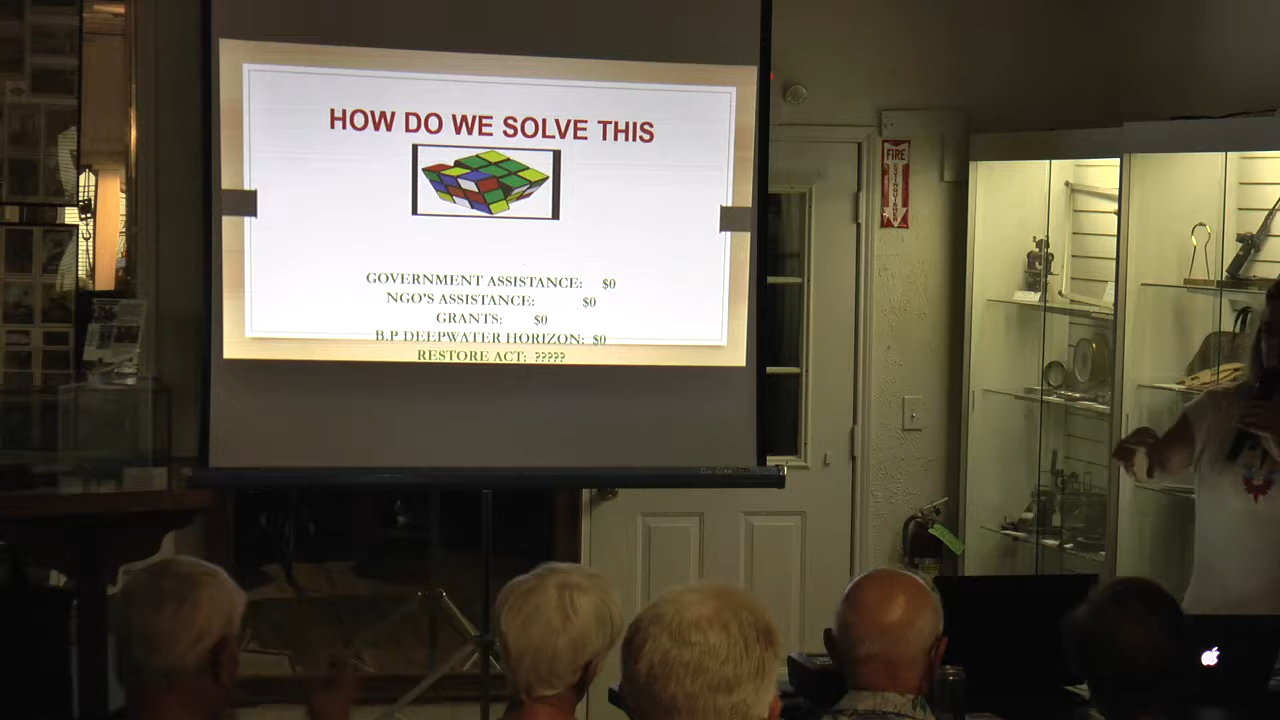 HOW DO WE SOLVE THIS
GOVERNMENT ASSISTANCE: $0
NGO'S ASSISTANCE: $0
GRANTS: $0
B.P DEEPWATER HORIZON: $0
RESTORE ACT: ?????
FIRE
EXTINGUISHER